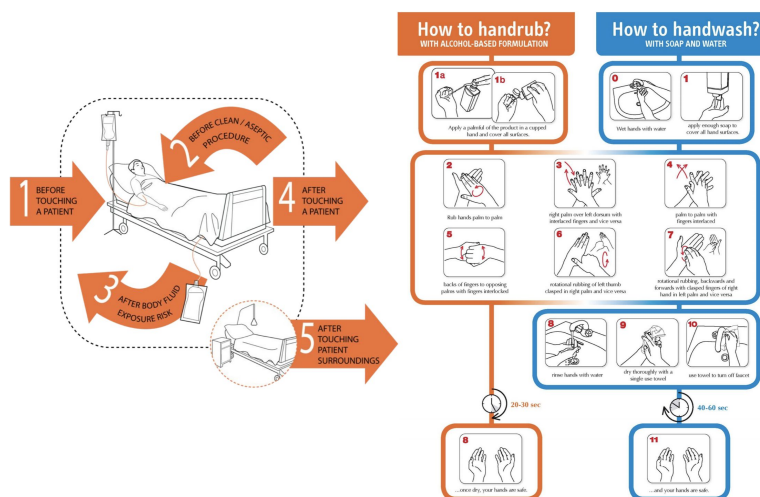 1
BEFORE
TOUCHING
A PATIENT
2
BEFORE CLEAN / ASEPTIC
PROCEDURE
3
AFTER BODY FLUID
EXPOSURE RISK
4
AFTER
TOUCHING
A PATIENT
5
AFTER
TOUCHING
PATIENT
SURROUNDINGS
How to handrub?
WITH ALCOHOL-BASED FORMULATION
1a
1b
Apply a palmful of the product in a cupped
hand and cover all surfaces.
How to handwash?
WITH SOAP AND WATER
0
Wet hands with water
1
apply enough soap to
cover all hand surfaces.
2
Rub hands palm to palm
3
right palm over left dorsum with
interlaced fingers and vice versa
4
palm to palm with
fingers interlaced
5
backs of fingers to opposing
palms with fingers interlocked
6
rotational rubbing of left thumb
clasped in right palm and vice versa
7
rotational rubbing, backwards and
forwards with clasped fingers of right
hand in left palm and vice versa
8
rinse hands with water
9
dry thoroughly with a
single use towel
10
use towel to turn off faucet
20-30 sec
40-60 sec
8
...once dry, your hands are safe.
11
...and your hands are safe.